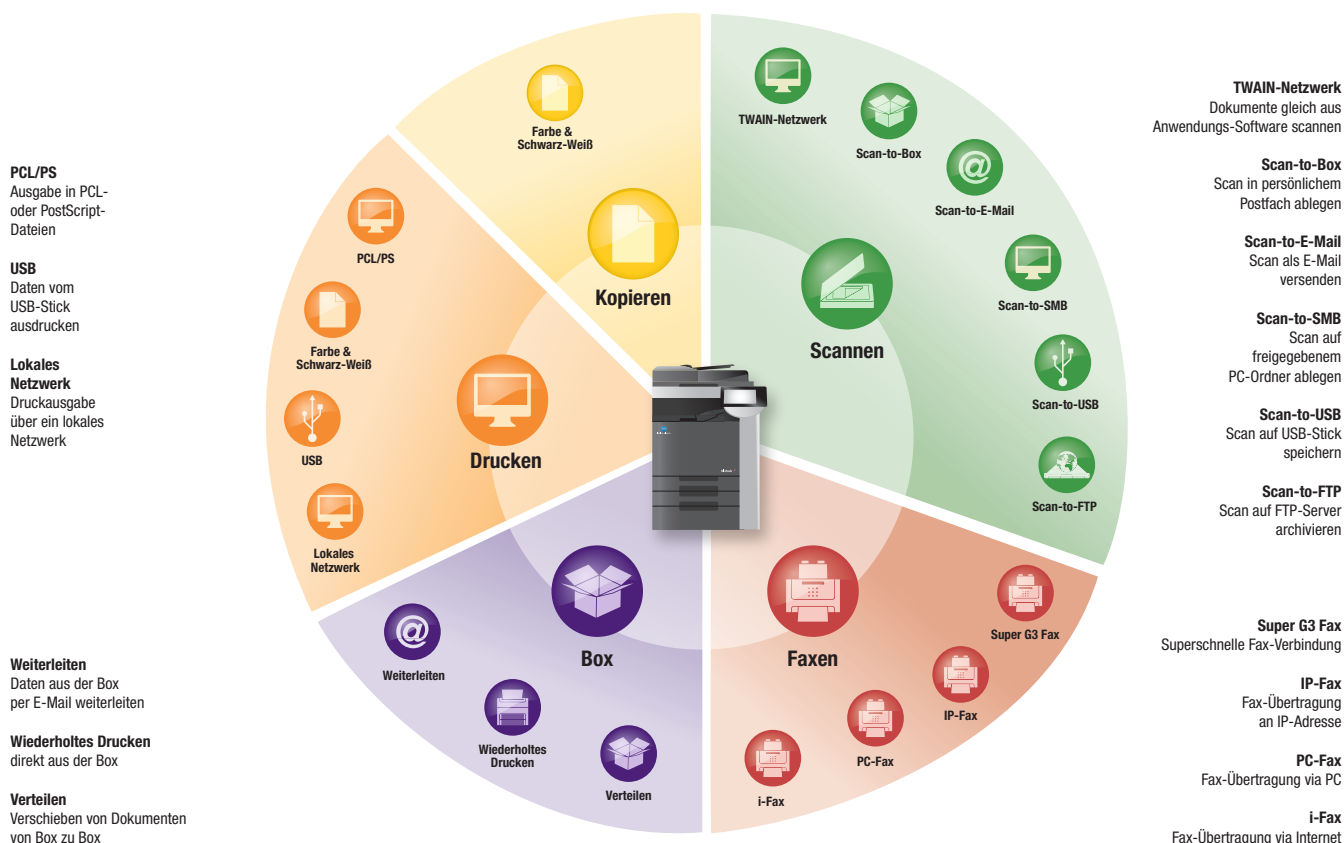 PCL/PS
Ausgabe in PCL-
oder PostScript-
Dateien
USB
Daten vom
USB-Stick
ausdrucken
Lokales
Netzwerk
Druckausgabe
über ein lokales
Netzwerk
Weiterleiten
Daten aus der Box
per E-Mail weiterleiten
Wiederholtes Drucken
direkt aus der Box
Verteilen
Verschieben von Dokumenten
von Box zu Box
Farbe &
Schwarz-Weiß
Kopieren
PCL/PS
Farbe &
Schwarz-Weiß
USB
Lokales
Netzwerk
Drucken
TWAIN-Netzwerk
Scan-to-Box
Scan-to-E-Mail
Scan-to-SMB
Scan-to-USB
Scan-to-FTP
Scannen
Box
Weiterleiten
Wiederholtes
Drucken
Verteilen
Faxen
Super G3 Fax
IP-Fax
PC-Fax
i-Fax
TWAIN-Netzwerk
Dokumente gleich aus
Anwendungs-Software scannen
Scan-to-Box
Scan in persönlichem
Postfach ablegen
Scan-to-E-Mail
Scan als E-Mail
versenden
Scan-to-SMB
Scan auf
freigegebenem
PC-Ordner ablegen
Scan-to-USB
Scan auf USB-Stick
speichern
Scan-to-FTP
Scan auf FTP-Server
archivieren
Super G3 Fax
Superschnelle Fax-Verbindung
IP-Fax
Fax-Übertragung
an IP-Adresse
PC-Fax
Fax-Übertragung via PC
i-Fax
Fax-Übertragung via Internet